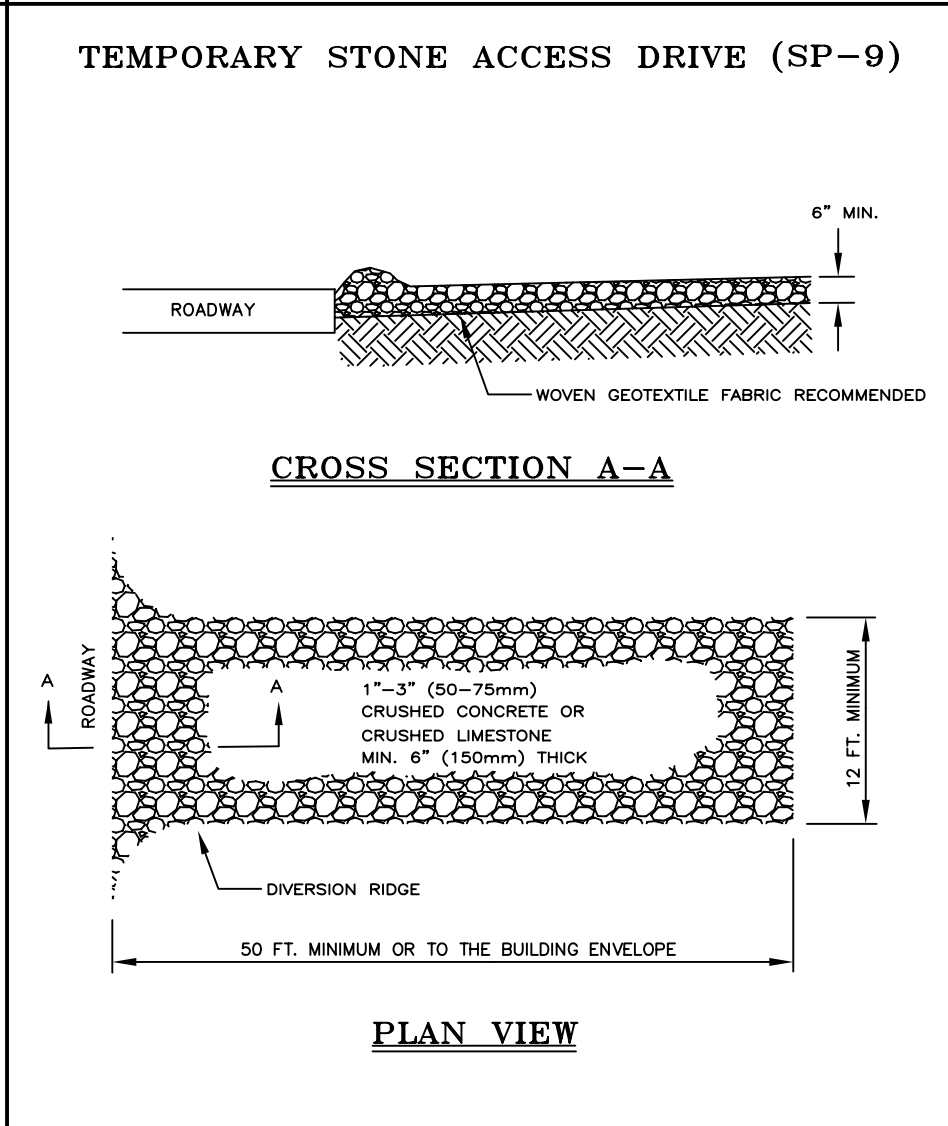 TEMPORARY STONE ACCESS DRIVE (SP-9)
6" MIN.
ROADWAY
WOVEN GEOTEXTILE FABRIC RECOMMENDED
CROSS SECTION A-A
ROADWAY
A
A
1"-3" (50-75mm)
CRUSHED CONCRETE OR
CRUSHED LIMESTONE
MIN. 6" (150mm) THICK
12 FT. MINIMUM
DIVERSION RIDGE
50 FT. MINIMUM OR TO THE BUILDING ENVELOPE
PLAN VIEW